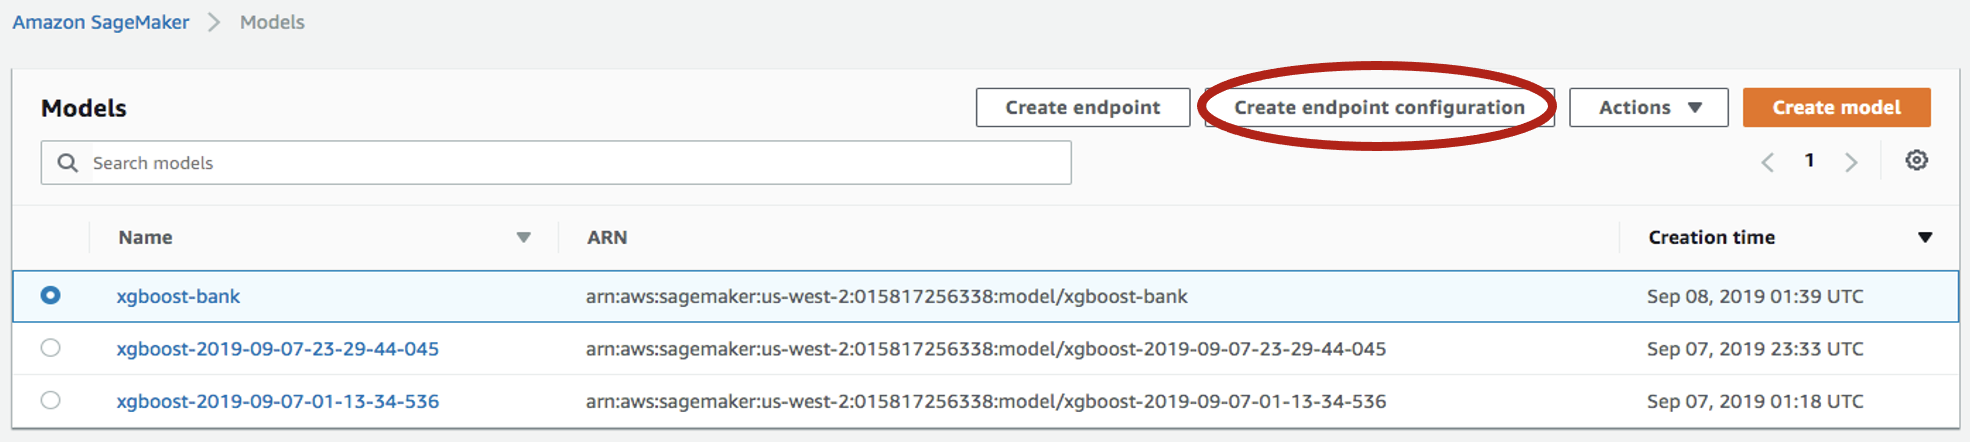 Amazon SageMaker > Models
Models
Create endpoint
Create endpoint configuration
Actions
Create model
Search models
1
Name ARN Creation time
xgboost-bank arn:aws:sagemaker:us-west-2:015817256338:model/xgboost-bank Sep 08, 2019 01:39 UTC
xgboost-2019-09-07-23-29-44-045 arn:aws:sagemaker:us-west-2:015817256338:model/xgboost-2019-09-07-23-29-44-045 Sep 07, 2019 23:33 UTC
xgboost-2019-09-07-01-13-34-536 arn:aws:sagemaker:us-west-2:015817256338:model/xgboost-2019-09-07-01-13-34-536 Sep 07, 2019 01:18 UTC